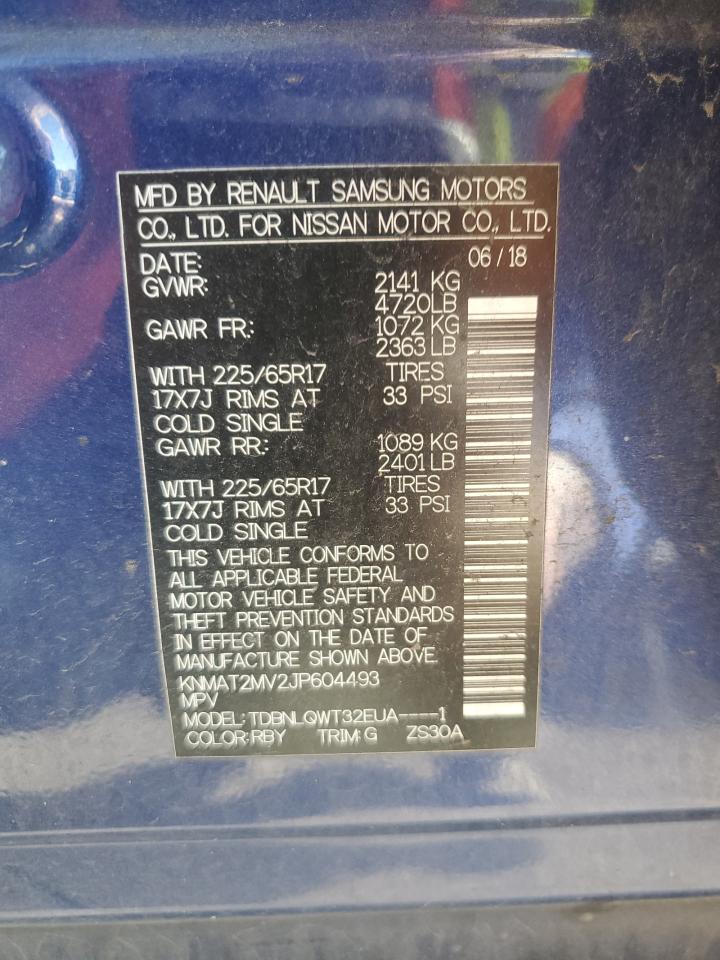 MFD BY RENAULT SAMSUNG MOTORS
CO., LTD. FOR NISSAN MOTOR CO., LTD.
DATE: 06 / 18
GVWR: 2141 KG
4720LB
GAWR FR.: 1072 KG
2363 LB
WITH 225/65R17 TIRES
17X7J RIMS AT 33 PSI
COLD SINGLE
GAWR RR.: 1089 KG
2401 LB
WITH 225/65R17 TIRES
17X7J RIMS AT 33 PSI
COLD SINGLE
THIS VEHICLE CONFORMS TO
ALL APPLICABLE FEDERAL
MOTOR VEHICLE SAFETY AND
THEFT PREVENTION STANDARDS
IN EFFECT ON THE DATE OF
MANUFACTURE SHOWN ABOVE.
KNMAT2MV2JP604493
MPV
MODEL: TDBNLQWT32EUA----1
COLOR:RBY TRIM: G ZS30A